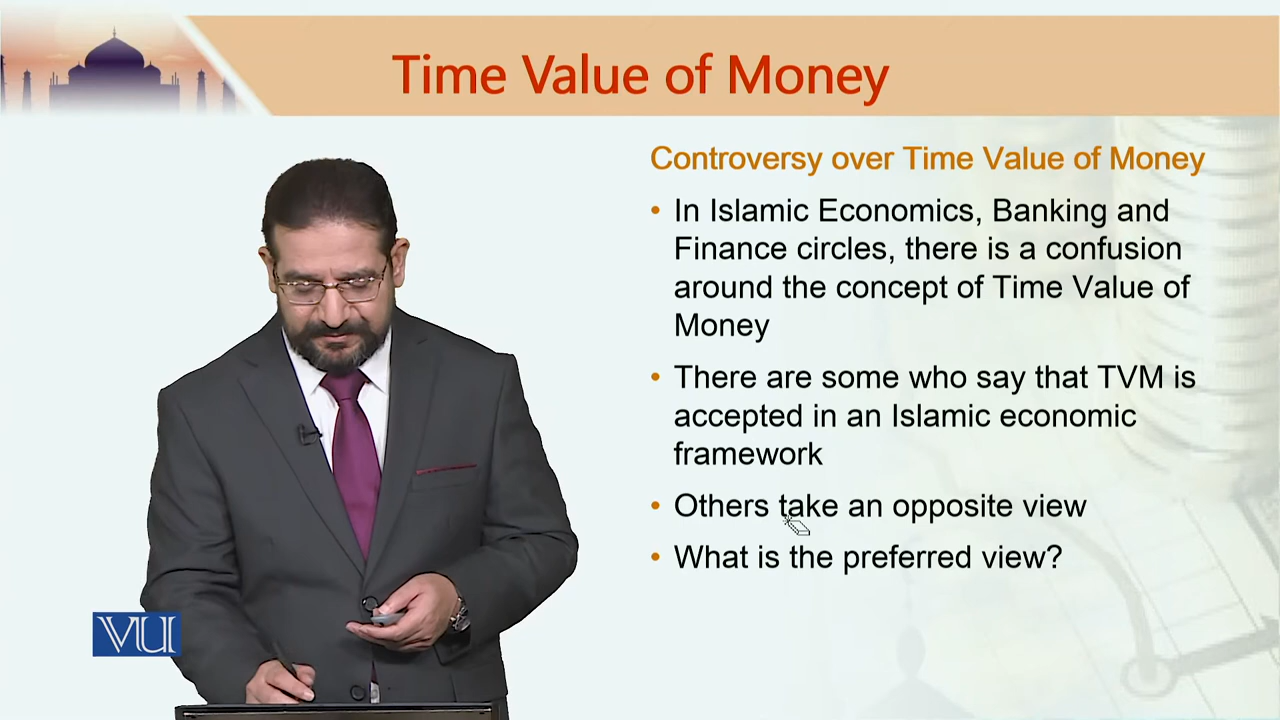 Time Value of Money
Controversy over Time Value of Money
• In Islamic Economics, Banking and
Finance circles, there is a confusion
around the concept of Time Value of
Money
• There are some who say that TVM is
accepted in an Islamic economic
framework
• Others take an opposite view
• What is the preferred view?
VU